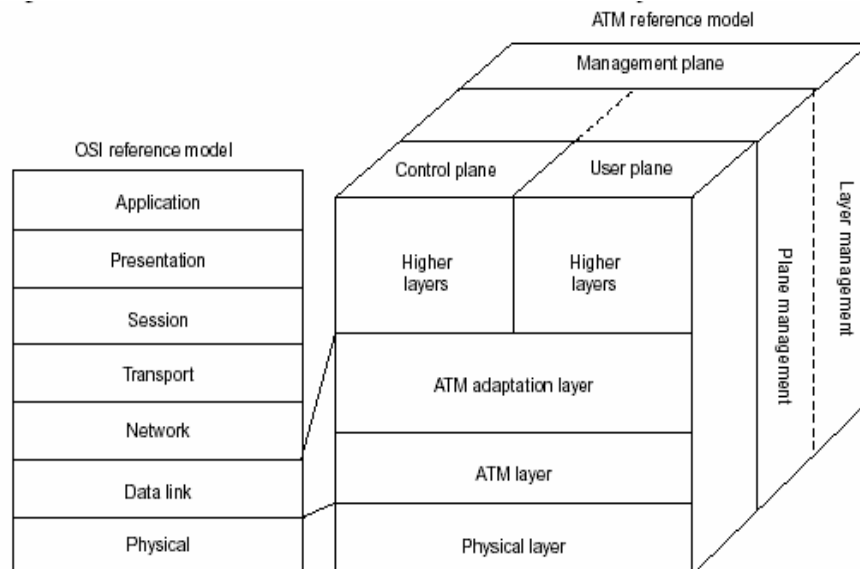 ATM reference model
Management plane
OSI reference model
Control plane
User plane
Application
Presentation
Session
Transport
Network
Data link
Physical
Higher
layers
Higher
layers
ATM adaptation layer
ATM layer
Physical layer
Plane management
Layer management